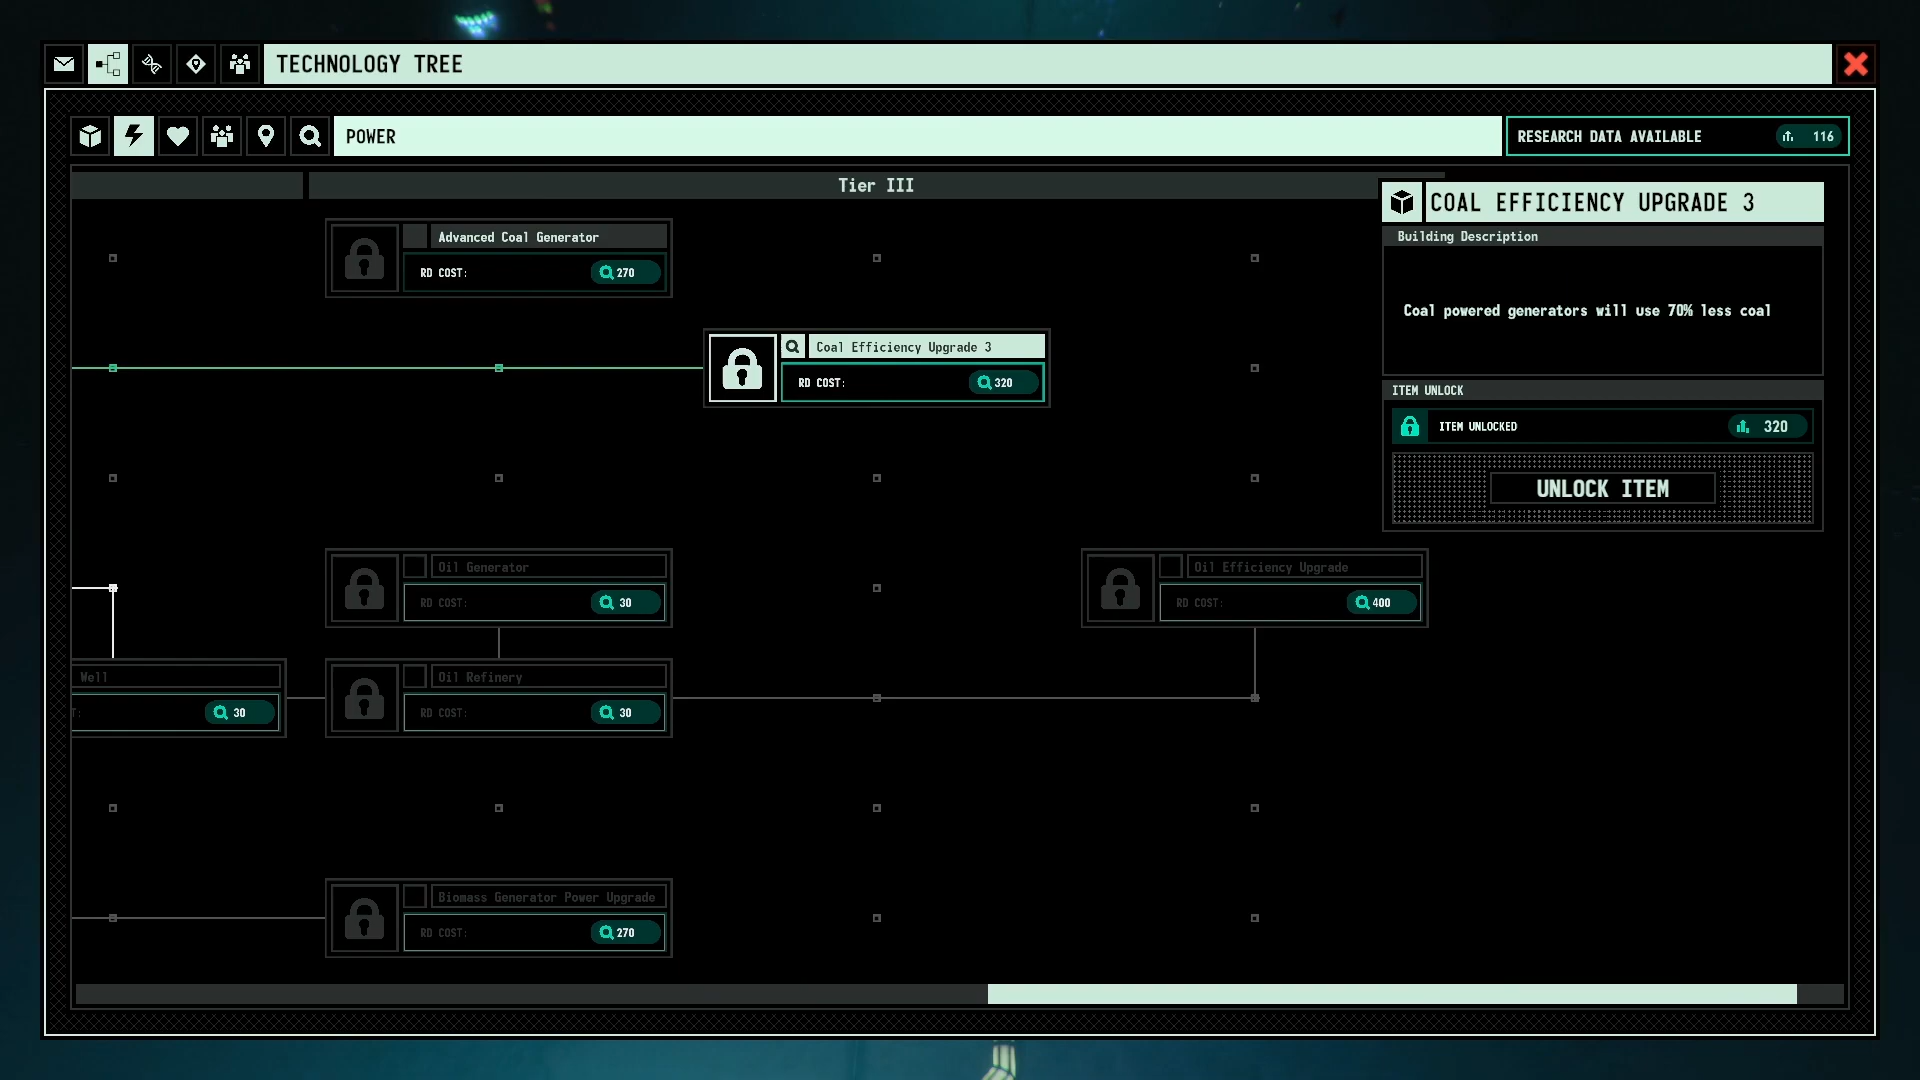 TECHNOLOGY TREE
POWER
RESEARCH DATA AVAILABLE 116
Tier III
COAL EFFICIENCY UPGRADE 3
Building Description
Coal powered generators will use 70% less coal
ITEM UNLOCK
ITEM UNLOCKED 320
UNLOCK ITEM
Advanced Coal Generator
RD COST: 270
Coal Efficiency Upgrade 3
RD COST: 320
Oil Generator
RD COST: 30
Oil Efficiency Upgrade
RD COST: 400
Well
T: 30
Oil Refinery
RD COST: 30
Biomass Generator Power Upgrade
RD COST: 270